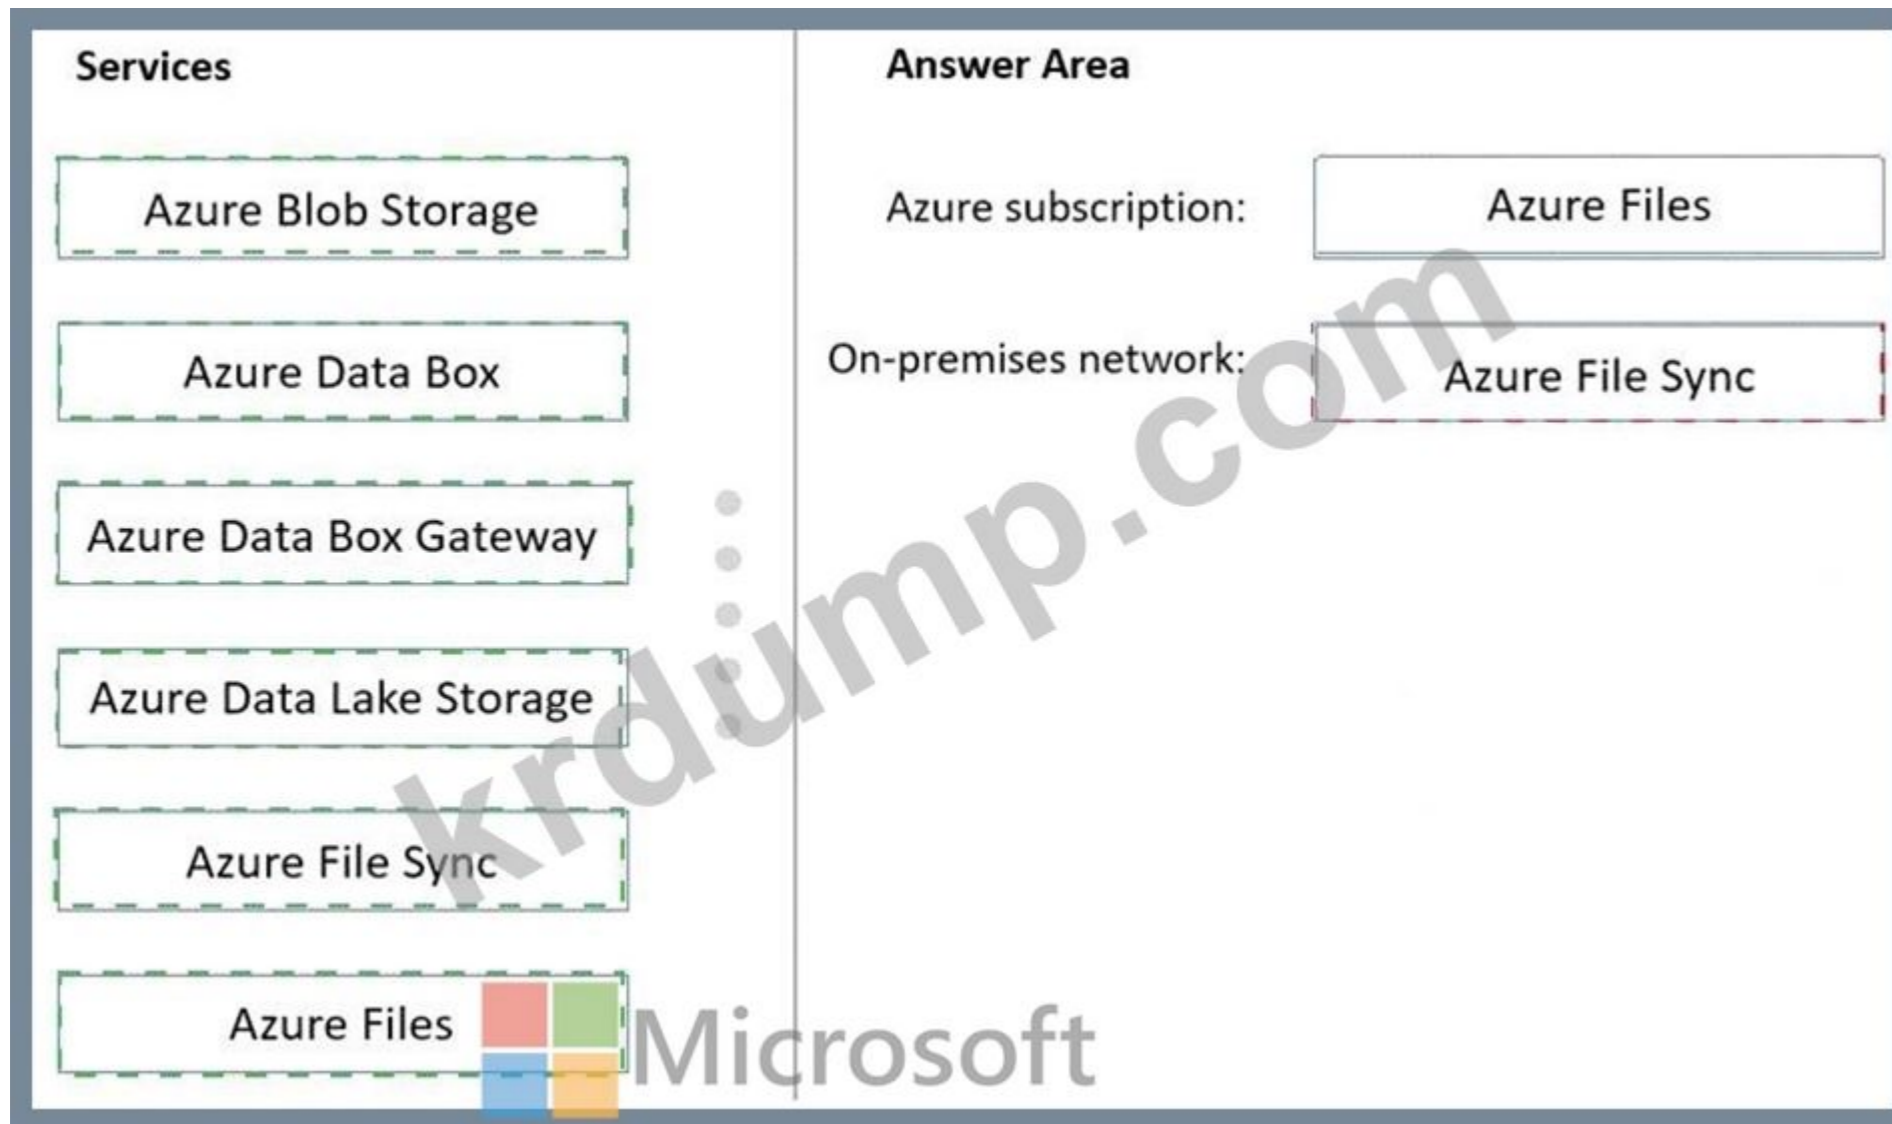 Services
Azure Blob Storage
Azure Data Box
Azure Data Box Gateway
Azure Data Lake Storage
Azure File Sync
Azure Files
Answer Area
Azure subscription:
Azure Files
On-premises network:
Azure File Sync
krdump.com
Microsoft